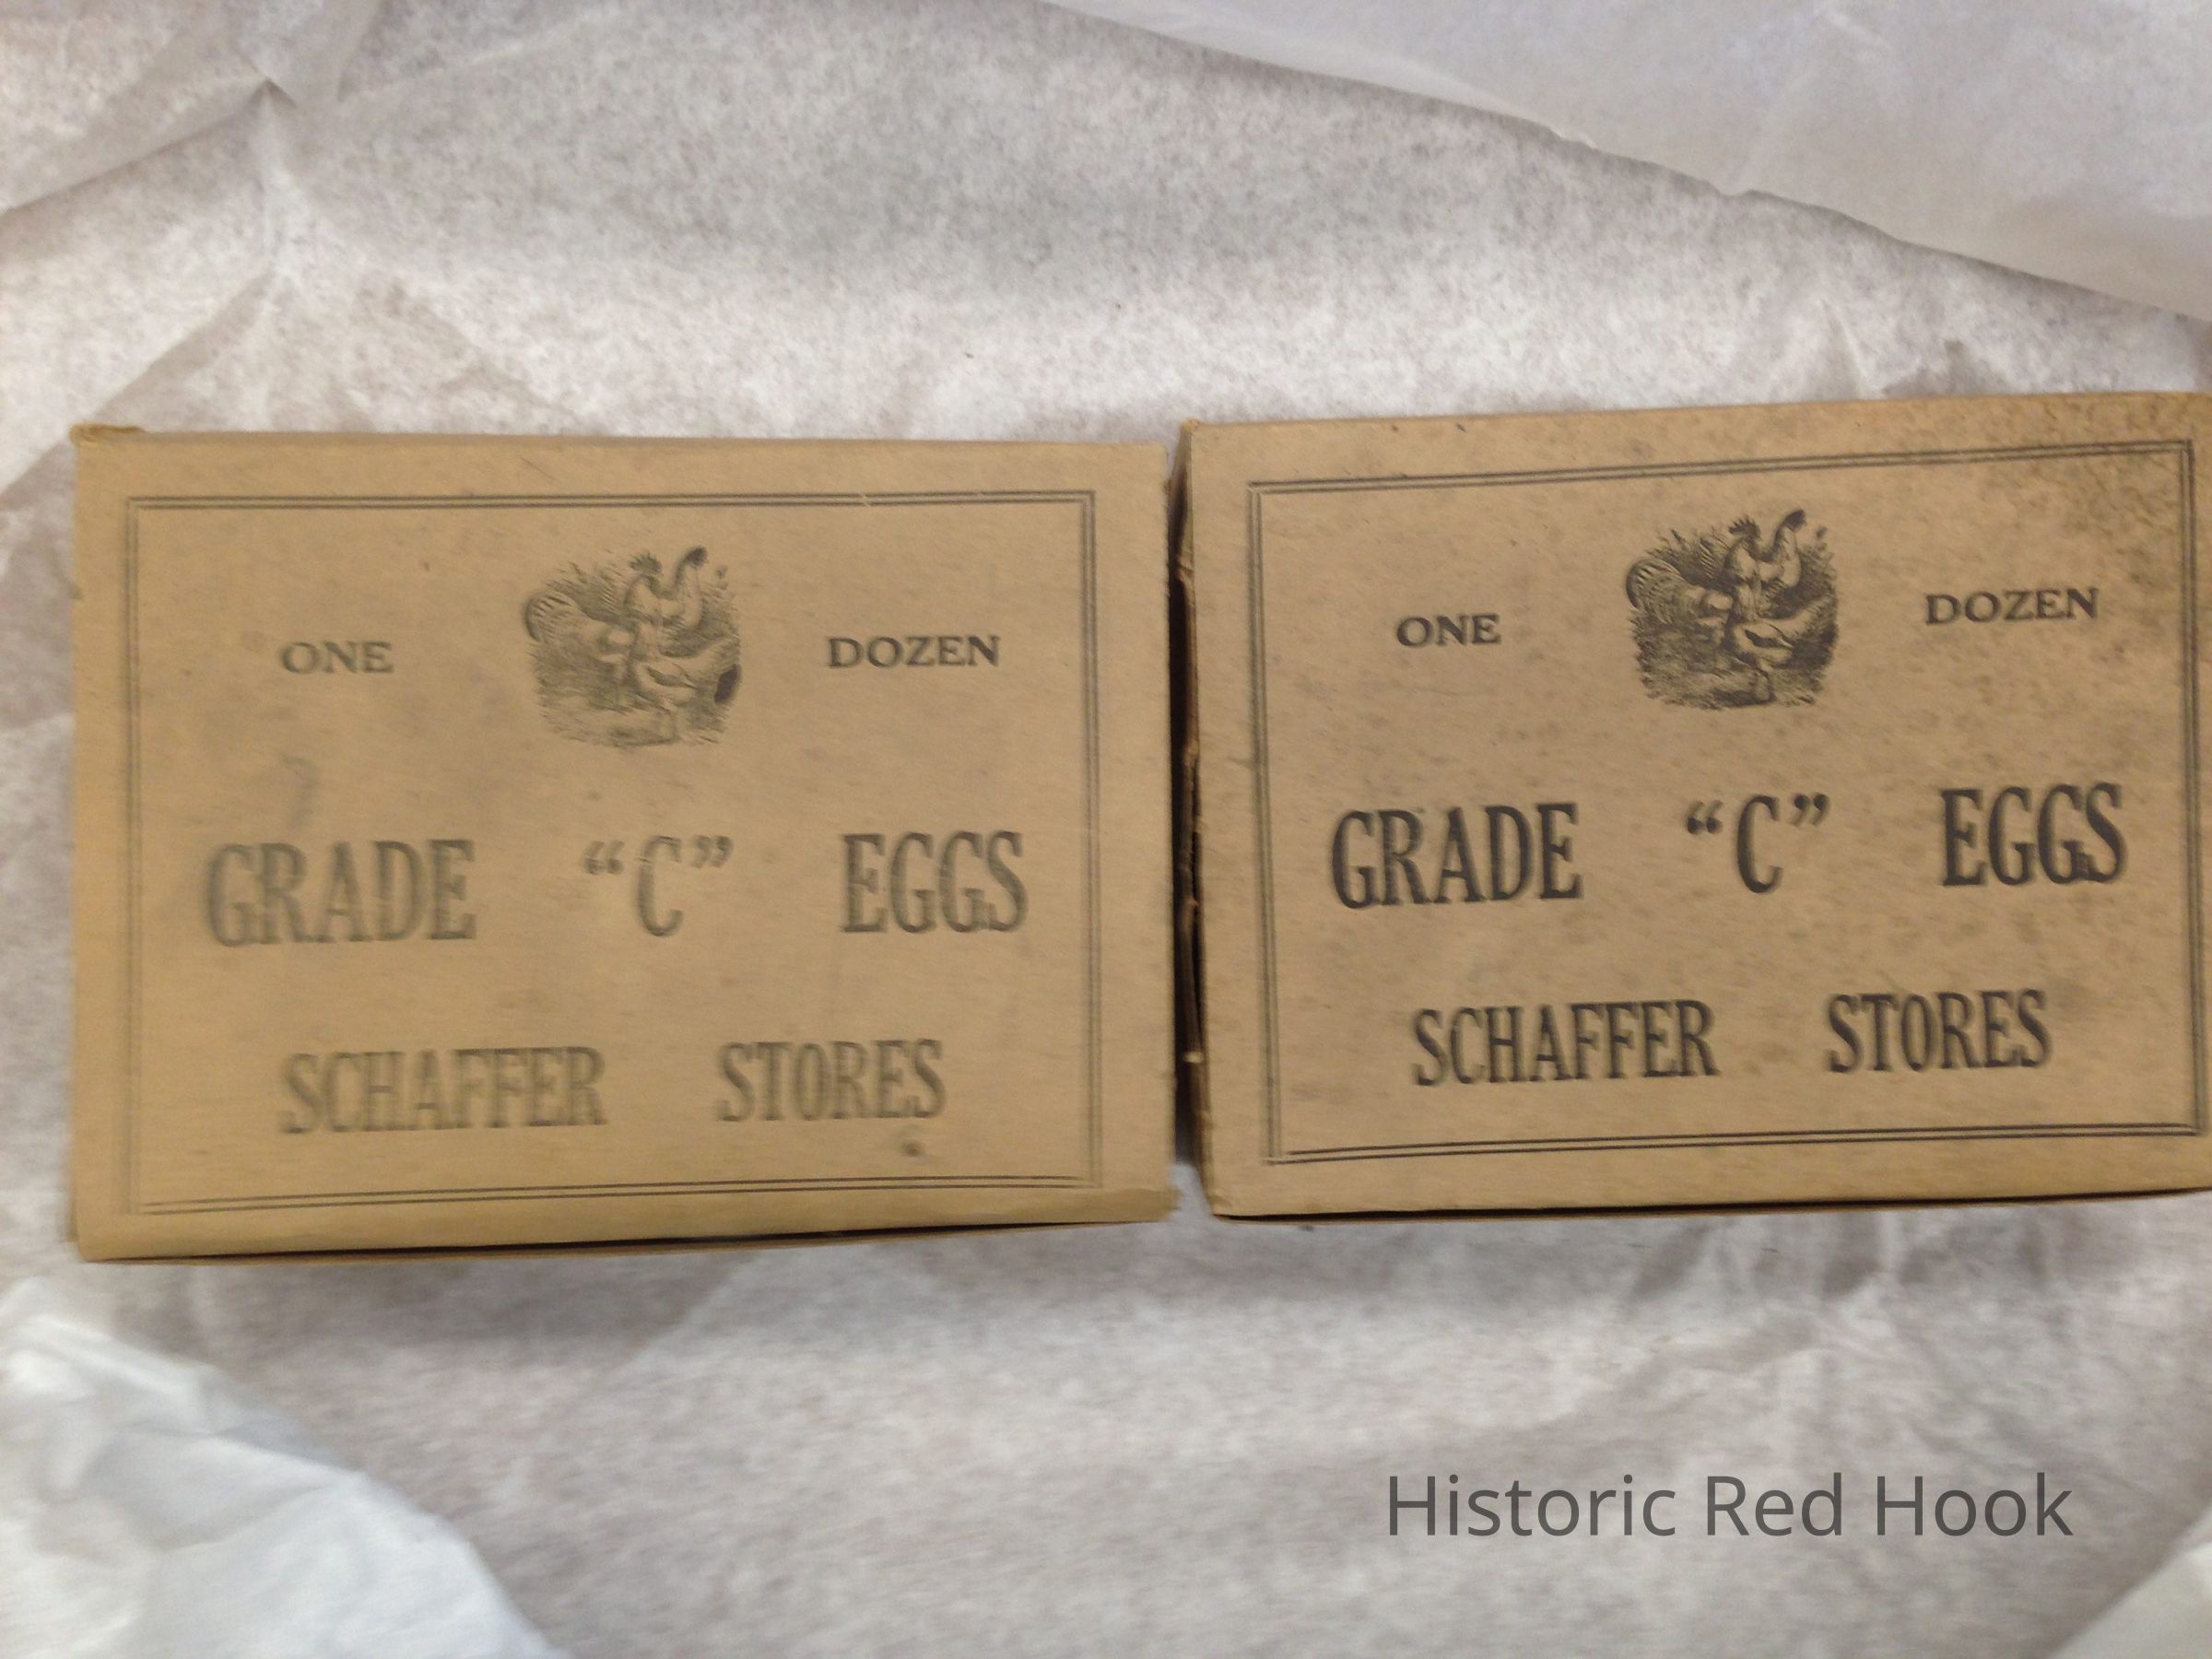 ONE DOZEN
GRADE “C” EGGS
SCHAFFER STORES
ONE DOZEN
GRADE “C” EGGS
SCHAFFER STORES
Historic Red Hook